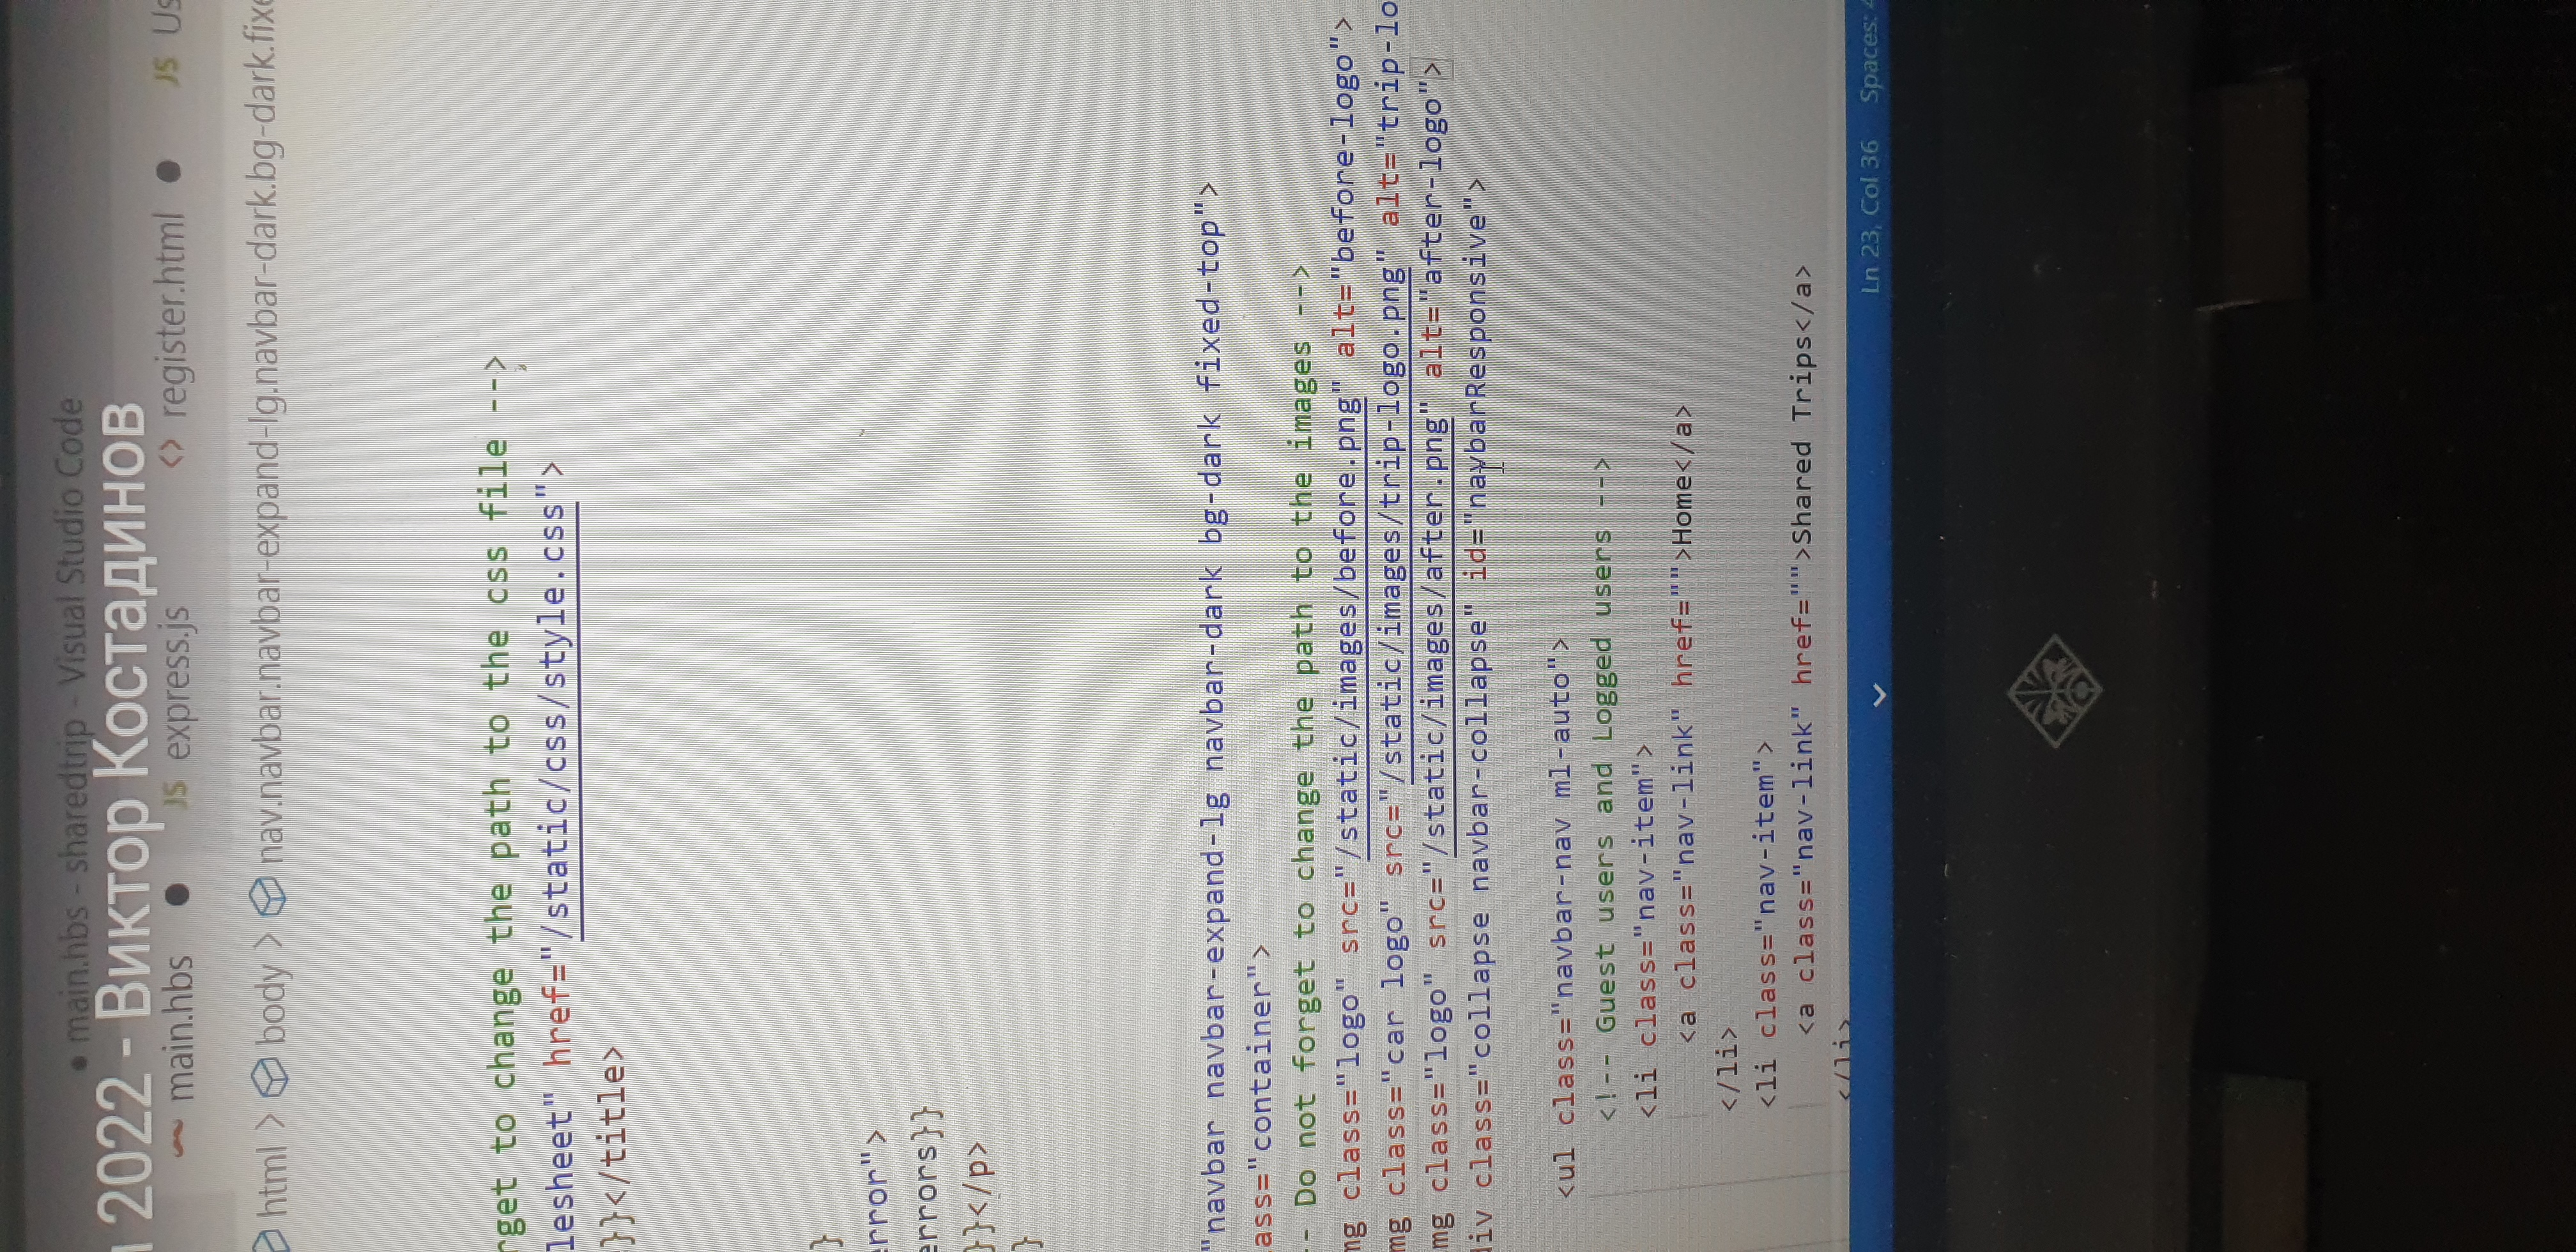 main.hbs - sharedtrip - Visual Studio Code
2022 - Виктор Костадинов
main.hbs express.js register.html JS Us
html > body > nav.navbar.navbar-expand-lg.navbar-dark.bg-dark.fixe
rget to change the path to the css file -->
lesheet" href="/static/css/style.css">
}}</title>
}
rror">
errors}}
}}</p>
}
"navbar navbar-expand-lg navbar-dark bg-dark fixed-top">
ass="container">
-- Do not forget to change the path to the images -->
mg class="logo" src="/static/images/before.png" alt="before-logo">
mg class="car logo" src="/static/images/trip-logo.png" alt="trip-lo
mg class="logo" src="/static/images/after.png" alt="after-logo">
div class="collapse navbar-collapse" id="navbarResponsive">
<ul class="navbar-nav ml-auto">
<!-- Guest users and Logged users -->
<li class="nav-item">
<a class="nav-link" href="">Home</a>
</li>
<li class="nav-item">
<a class="nav-link" href="">Shared Trips</a>
</li>
Ln 23, Col 36 Spaces: 4